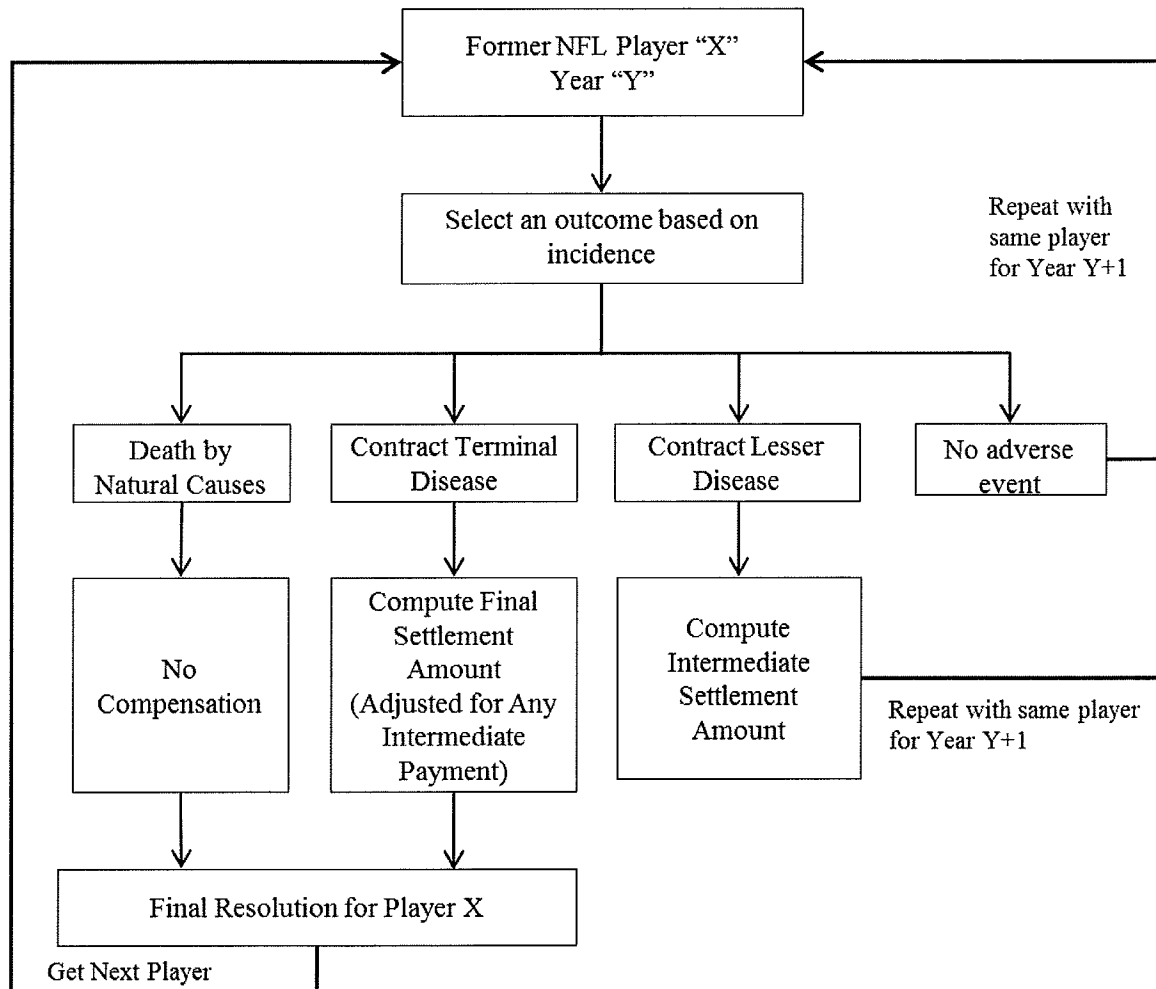 Former NFL Player “X”
Year “Y”
Select an outcome based on
incidence
Repeat with
same player
for Year Y+1
Death by
Natural Causes
Contract Terminal
Disease
Contract Lesser
Disease
No adverse
event
No
Compensation
Compute Final
Settlement
Amount
(Adjusted for Any
Intermediate
Payment)
Compute
Intermediate
Settlement
Amount
Repeat with same player
for Year Y+1
Final Resolution for Player X
Get Next Player